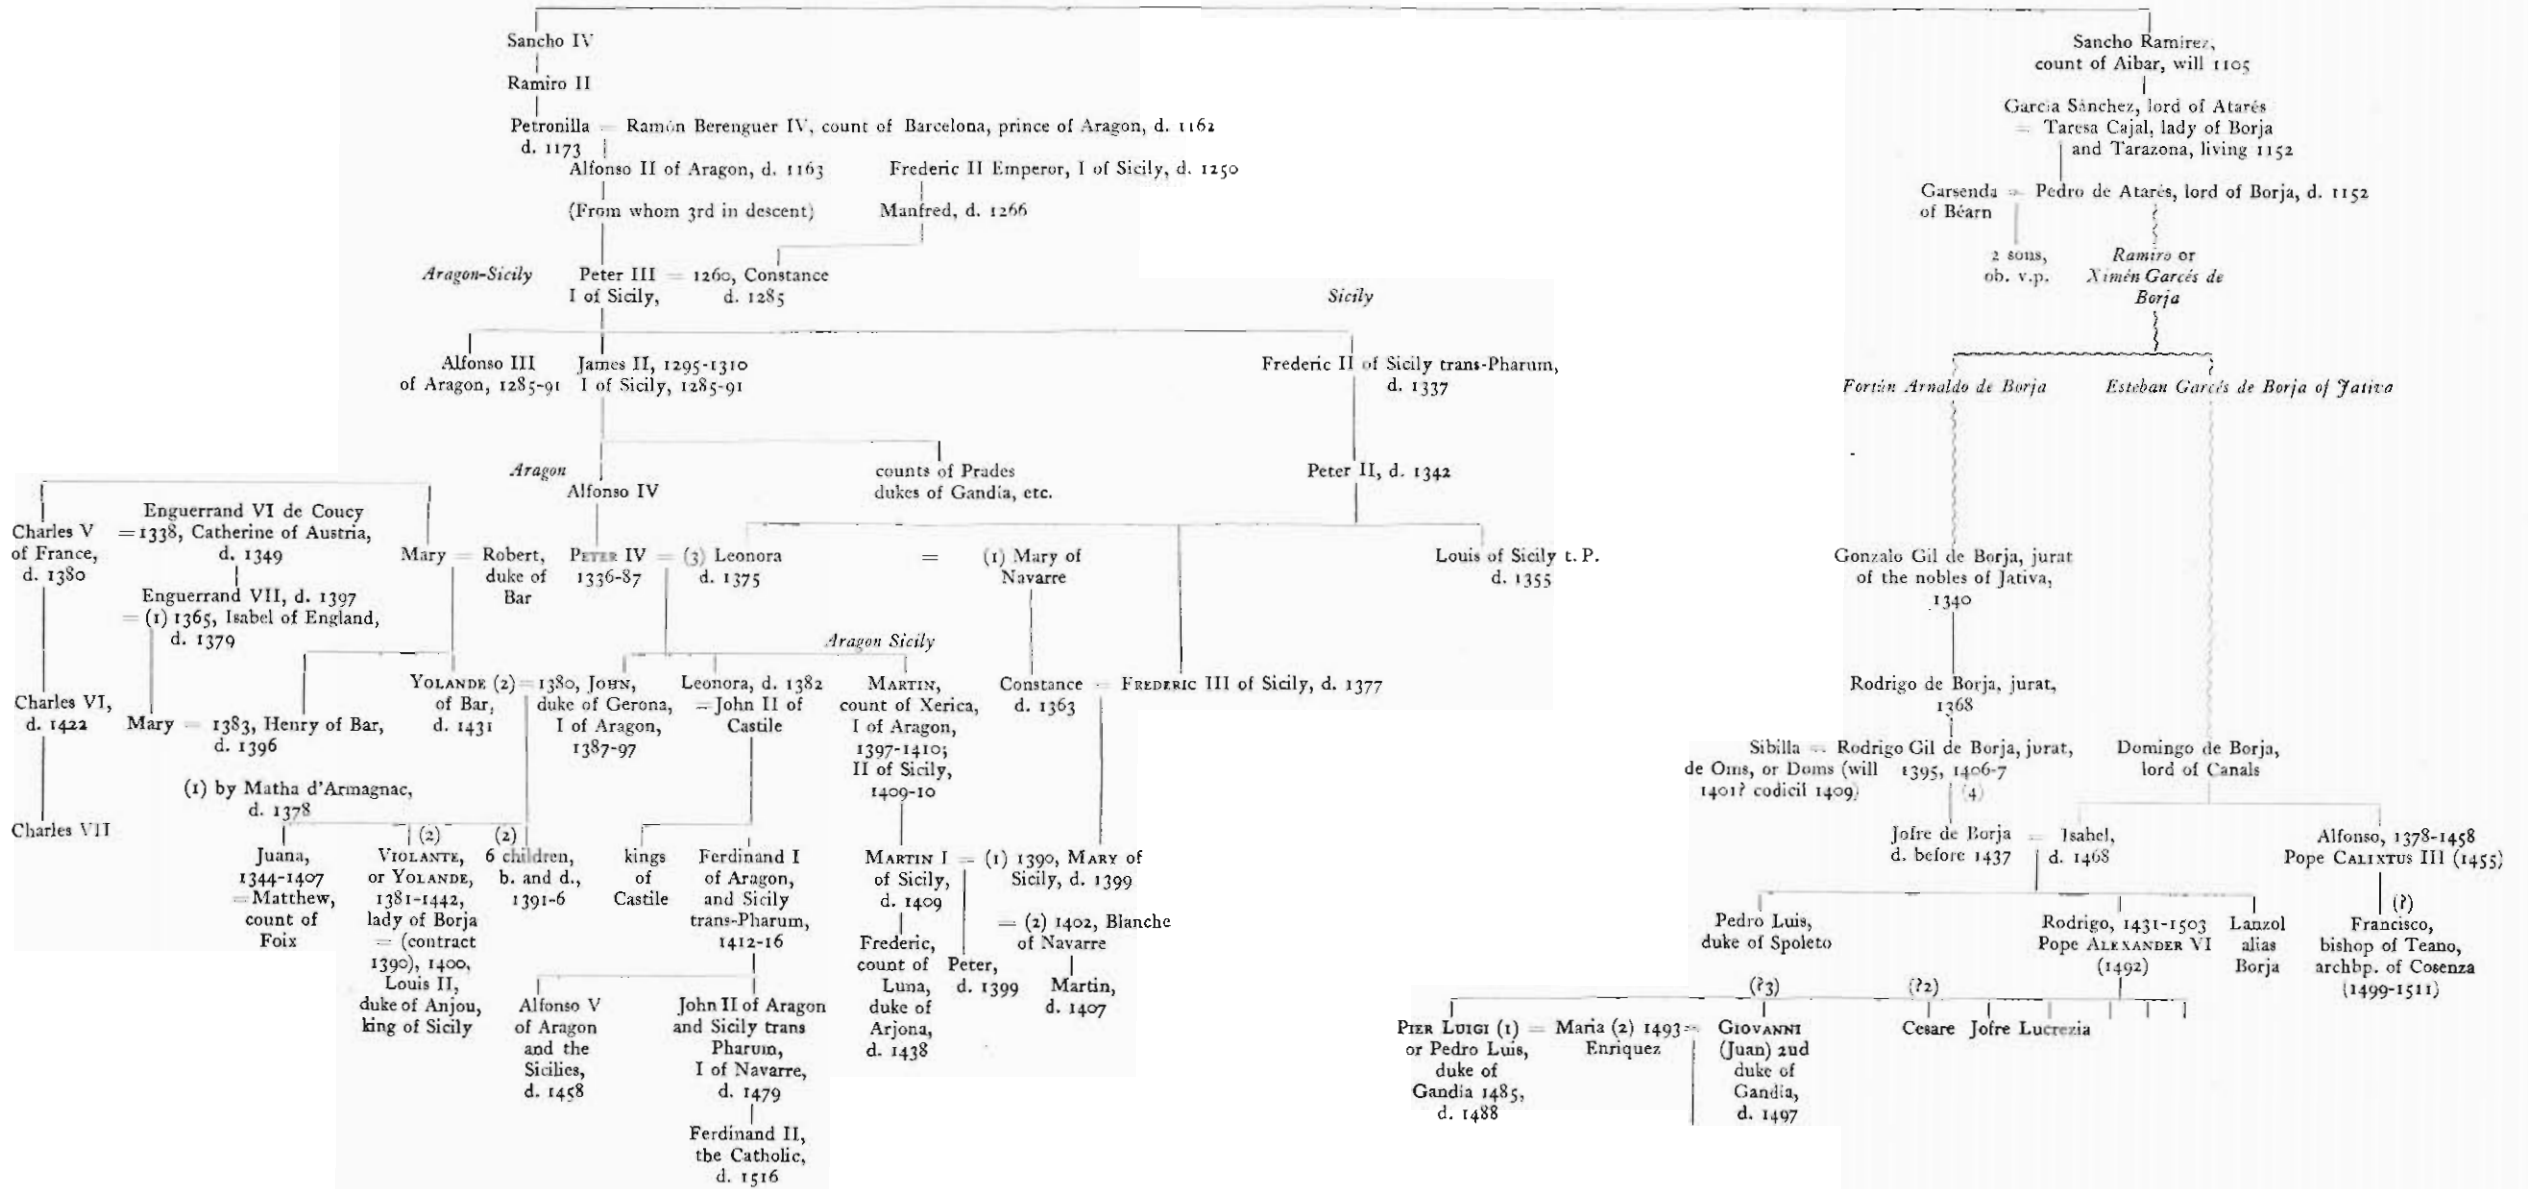 Sancho IV
Ramiro II
Petronilla = Ramón Berenguer IV, count of Barcelona, prince of Aragon, d. 1162
d. 1173
Alfonso II of Aragon, d. 1163
(From whom 3rd in descent)
Frederic II Emperor, I of Sicily, d. 1250
Manfred, d. 1266
Aragon-Sicily
Peter III = 1260, Constance
I of Sicily, d. 1285
Sicily
Alfonso III
of Aragon, 1285-91
James II, 1295-1310
I of Sicily, 1285-91
Frederic II of Sicily trans-Pharum,
d. 1337
Aragon
Alfonso IV
counts of Prades
dukes of Gandía, etc.
Peter II, d. 1342
Charles V
of France,
d. 1380
Enguerrand VI de Coucy
= 1338, Catherine of Austria,
d. 1349
Enguerrand VII, d. 1397
= (1) 1365, Isabel of England,
d. 1379
Mary = Robert,
duke of
Bar
PETER IV = (3) Leonora
1336-87 d. 1375
= (1) Mary of
Navarre
Louis of Sicily t. P.
d. 1355
Aragon Sicily
Charles VI,
d. 1422
Mary = 1383, Henry of Bar,
d. 1396
YOLANDE (2) = 1380, JOHN,
of Bar, duke of Gerona,
d. 1431 I of Aragon,
1387-97
Leonora, d. 1382
= John II of
Castile
MARTIN,
count of Xerica,
I of Aragon,
1397-1410;
II of Sicily,
1409-10
Constance = FREDERIC III of Sicily, d. 1377
d. 1363
Charles VII
(1) by Matha d'Armagnac,
d. 1378
Juana,
1344-1407
= Matthew,
count of
Foix
(2)
VIOLANTE,
or YOLANDE,
1381-1442,
lady of Borja
= (contract
1390), 1400,
Louis II,
duke of Anjou,
king of Sicily
(2)
6 children,
b. and d.,
1391-6
kings
of
Castile
Ferdinand I
of Aragon,
and Sicily
trans-Pharum,
1412-16
MARTIN I = (1) 1390, MARY of
of Sicily, Sicily, d. 1399
d. 1409
= (2) 1402, Blanche
of Navarre
Frederic,
count of
Luna,
duke of
Arjona,
d. 1438
Peter,
d. 1399
Martin,
d. 1407
Alfonso V
of Aragon
and the
Sicilies,
d. 1458
John II of Aragon
and Sicily trans
Pharum,
I of Navarre,
d. 1479
Ferdinand II,
the Catholic,
d. 1516
Sancho Ramirez,
count of Aibar, will 1105
Garcia Sánchez, lord of Atarés
= Taresa Cajal, lady of Borja
and Tarazona, living 1152
Garsenda = Pedro de Atarés, lord of Borja, d. 1152
of Béarn
2 sons,
ob. v.p.
Ramiro or
Ximén Garcés de
Borja
Fortún Arnaldo de Borja
Esteban Garcés de Borja of Jativa
Gonzalo Gil de Borja, jurat
of the nobles of Jativa,
1340
Rodrigo de Borja, jurat,
1368
Sibilla = Rodrigo Gil de Borja, jurat,
de Oms, or Doms (will 1395, 1406-7
1401? codicil 1409) (4)
Domingo de Borja,
lord of Canals
Jofre de Borja = Isabel,
d. before 1437 d. 1468
Alfonso, 1378-1458
Pope CALIXTUS III (1455)
Pedro Luis,
duke of Spoleto
Rodrigo, 1431-1503
Pope ALEXANDER VI
(1492)
Lanzol
alias
Borja
(?)
Francisco,
bishop of Teano,
archbp. of Cosenza
(1499-1511)
(?3) (?2)
PIER LUIGI (1) = Maria (2) 1493 = GIOVANNI
or Pedro Luis, Enriquez (Juan) 2nd
duke of duke of
Gandia 1485, Gandía,
d. 1488 d. 1497
Cesare Jofre Lucrezia